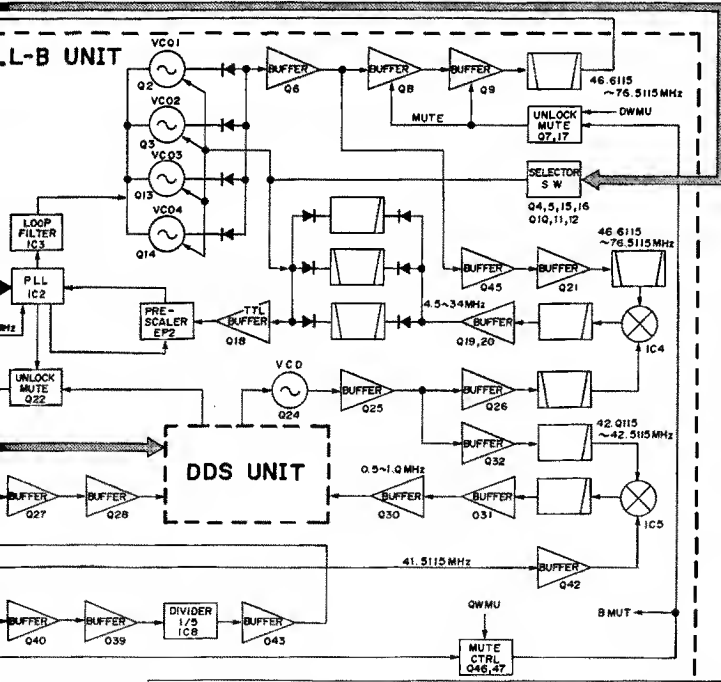 L-B UNIT
VCO1
Q2
VCO2
Q3
VCO3
Q13
VCO4
Q14
BUFFER
Q6
BUFFER
Q8
BUFFER
Q9
46.6115
~76.5115MHz
MUTE
UNLOCK
MUTE
Q7,17
DWMU
SELECTOR
SW
Q4,5,15,16
Q10,11,12
LOOP
FILTER
IC3
PLL
IC2
PRE-
SCALER
EP2
TTL
BUFFER
Q18
4.5~34MHz
BUFFER
Q19,20
BUFFER
Q45
BUFFER
Q21
46.6115
~76.5115MHz
IC4
UNLOCK
MUTE
Q22
VCO
Q24
BUFFER
Q25
BUFFER
Q26
BUFFER
Q32
42.0115
~42.5115MHz
DDS UNIT
0.5~1.0MHz
BUFFER
Q30
BUFFER
Q31
IC5
BUFFER
Q27
BUFFER
Q28
41.5115MHz
BUFFER
Q42
BUFFER
Q40
BUFFER
Q39
DIVIDER
1/5
IC8
BUFFER
Q43
QWMU
MUTE
CTRL
Q46,47
BMUT